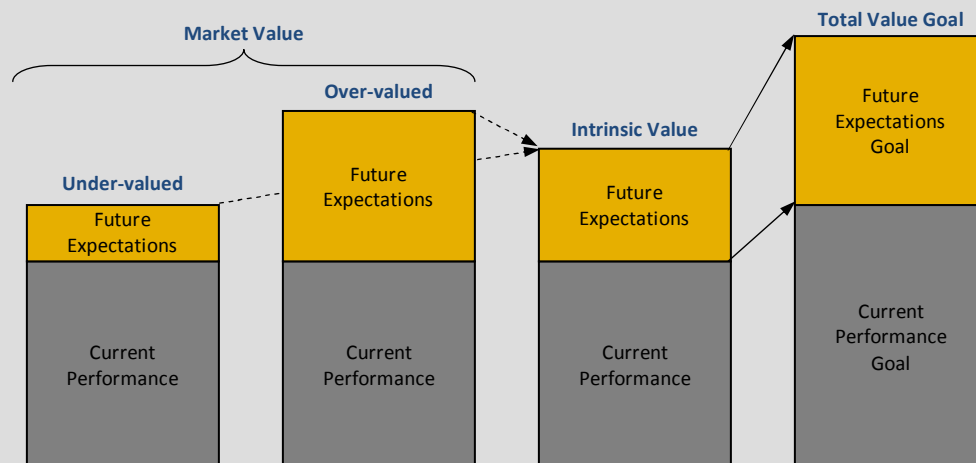 Total Value Goal
Market Value
Over-valued
Intrinsic Value
Under-valued
Future
Expectations
Future
Expectations
Future
Expectations
Future
Expectations
Goal
Current
Performance
Current
Performance
Current
Performance
Current
Performance
Goal